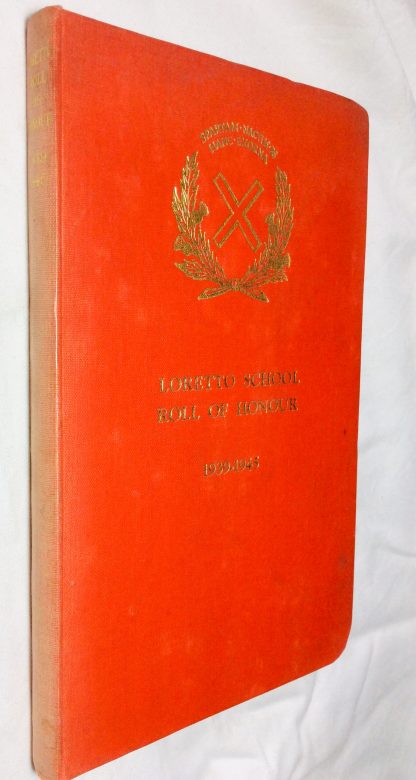 SPARTAM·NACTUS·ES
HANC·EXORNA
LORETTO SCHOOL
ROLL OF HONOUR
1939-1945